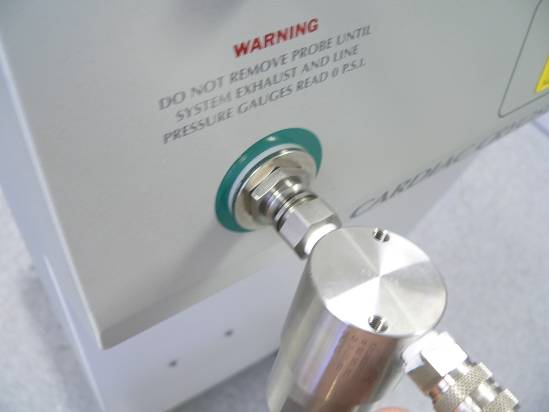 WARNING
DO NOT REMOVE PROBE UNTIL
SYSTEM EXHAUST AND LINE
PRESSURE GAUGES READ 0 P.S.I.
CARDIAC